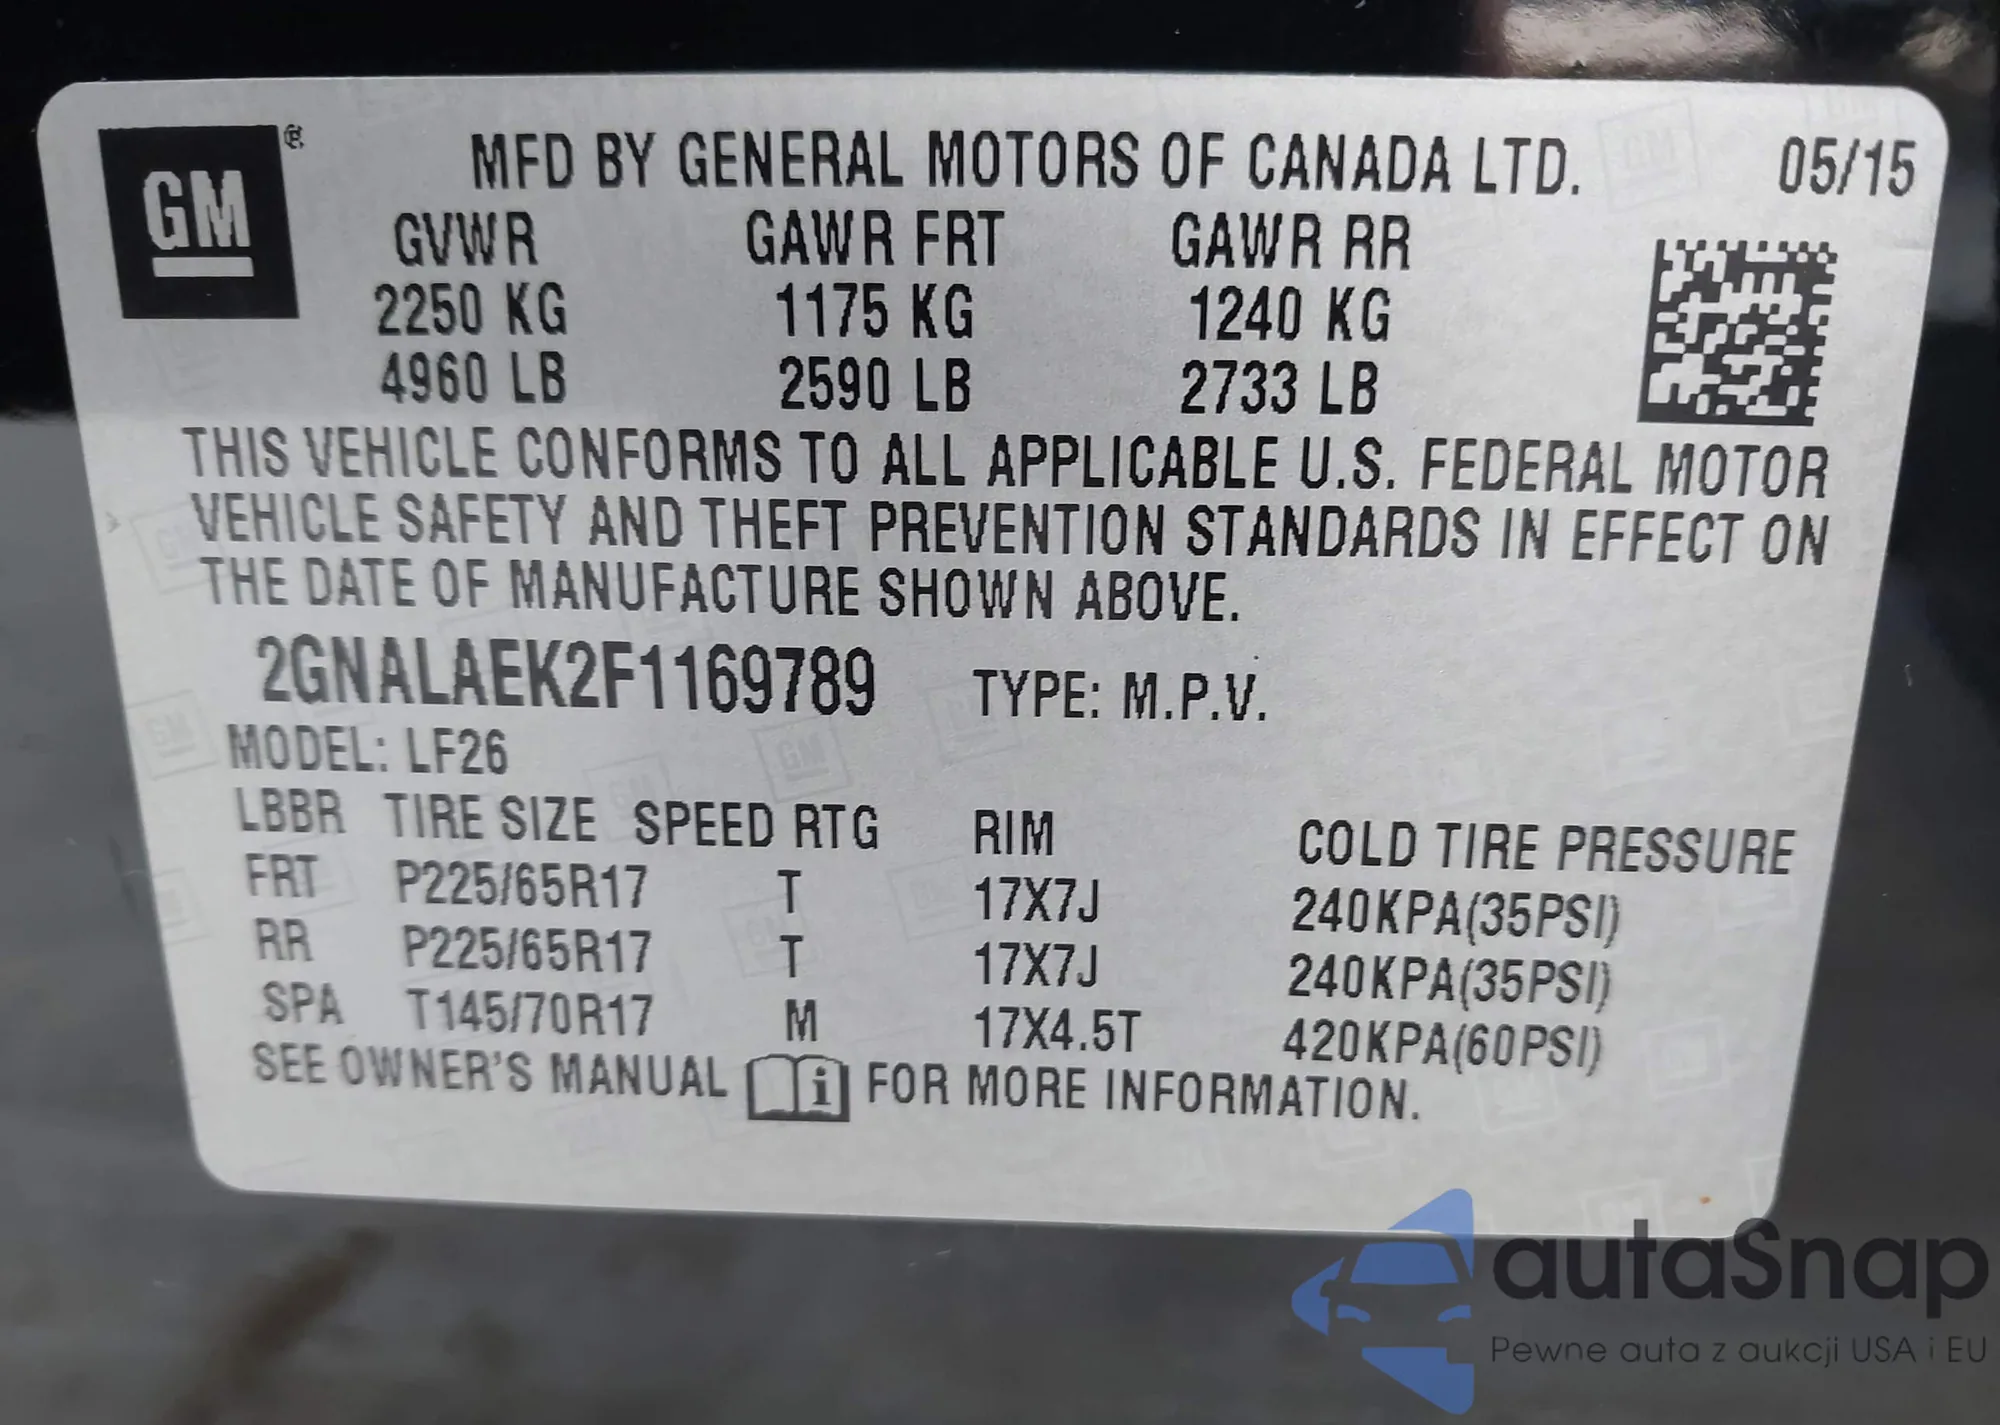 GM ®
MFD BY GENERAL MOTORS OF CANADA LTD. 05/15
GVWR GAWR FRT GAWR RR
2250 KG 1175 KG 1240 KG
4960 LB 2590 LB 2733 LB
THIS VEHICLE CONFORMS TO ALL APPLICABLE U.S. FEDERAL MOTOR
VEHICLE SAFETY AND THEFT PREVENTION STANDARDS IN EFFECT ON
THE DATE OF MANUFACTURE SHOWN ABOVE.
2GNALAEK2F1169789 TYPE: M.P.V.
MODEL: LF26
LBBR TIRE SIZE SPEED RTG RIM COLD TIRE PRESSURE
FRT P225/65R17 T 17X7J 240KPA(35PSI)
RR P225/65R17 T 17X7J 240KPA(35PSI)
SPA T145/70R17 M 17X4.5T 420KPA(60PSI)
SEE OWNER'S MANUAL i FOR MORE INFORMATION.
autaSnap
Pewne auta z aukcji USA i EU